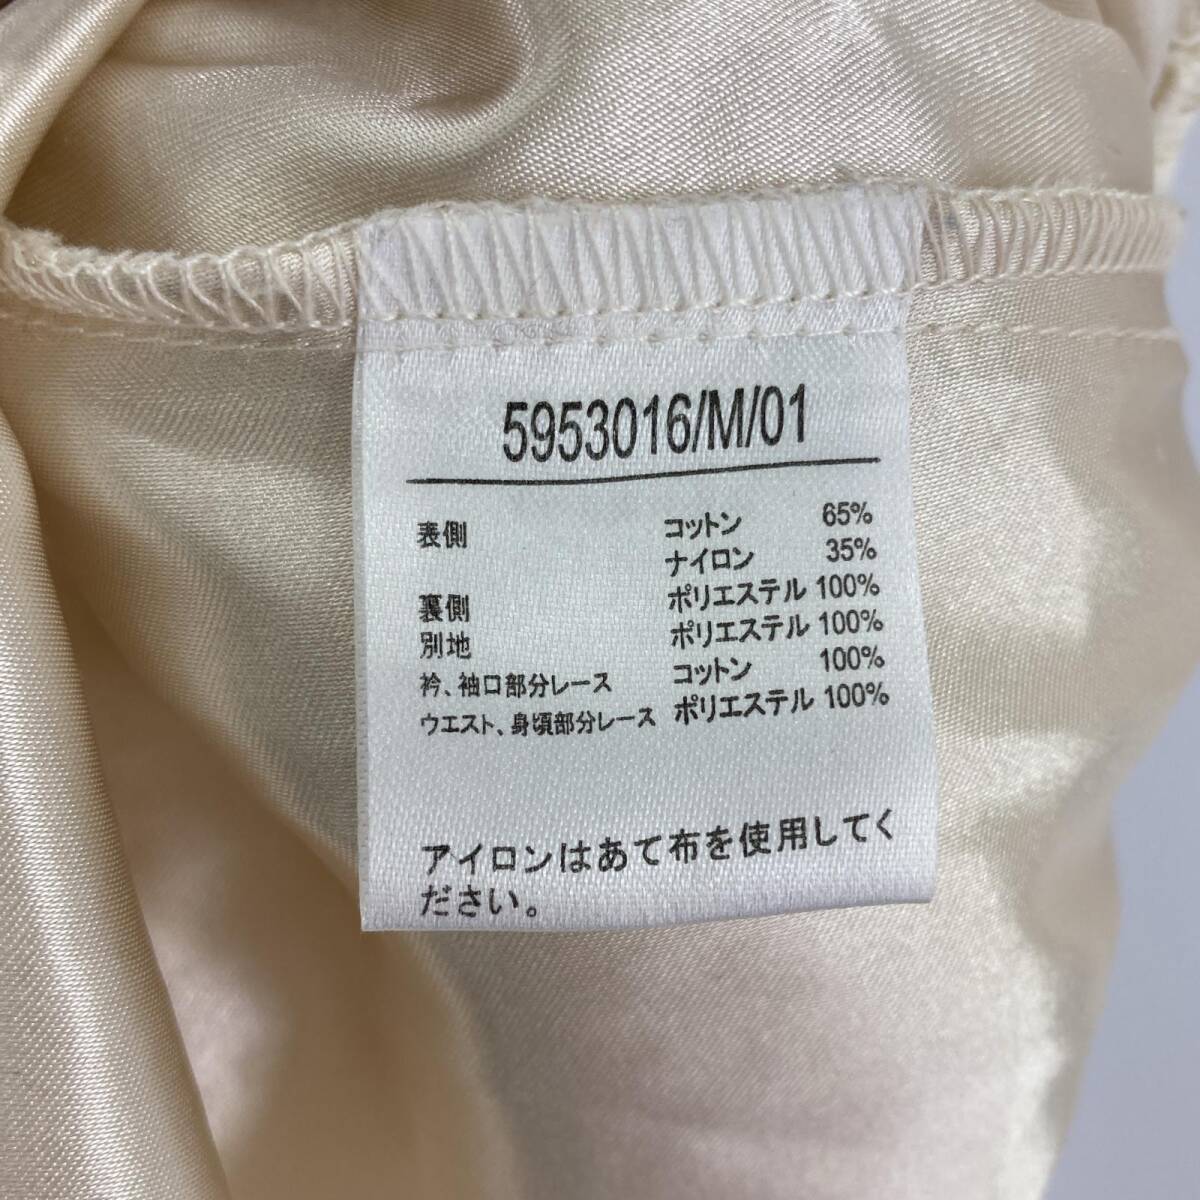 5953016/M/01
表側 コットン 65%
ナイロン 35%
裏側 ポリエステル 100%
別地 ポリエステル 100%
衿、袖口部分レース コットン 100%
ウエスト、身頃部分レース ポリエステル 100%
アイロンはあて布を使用してく
ださい。